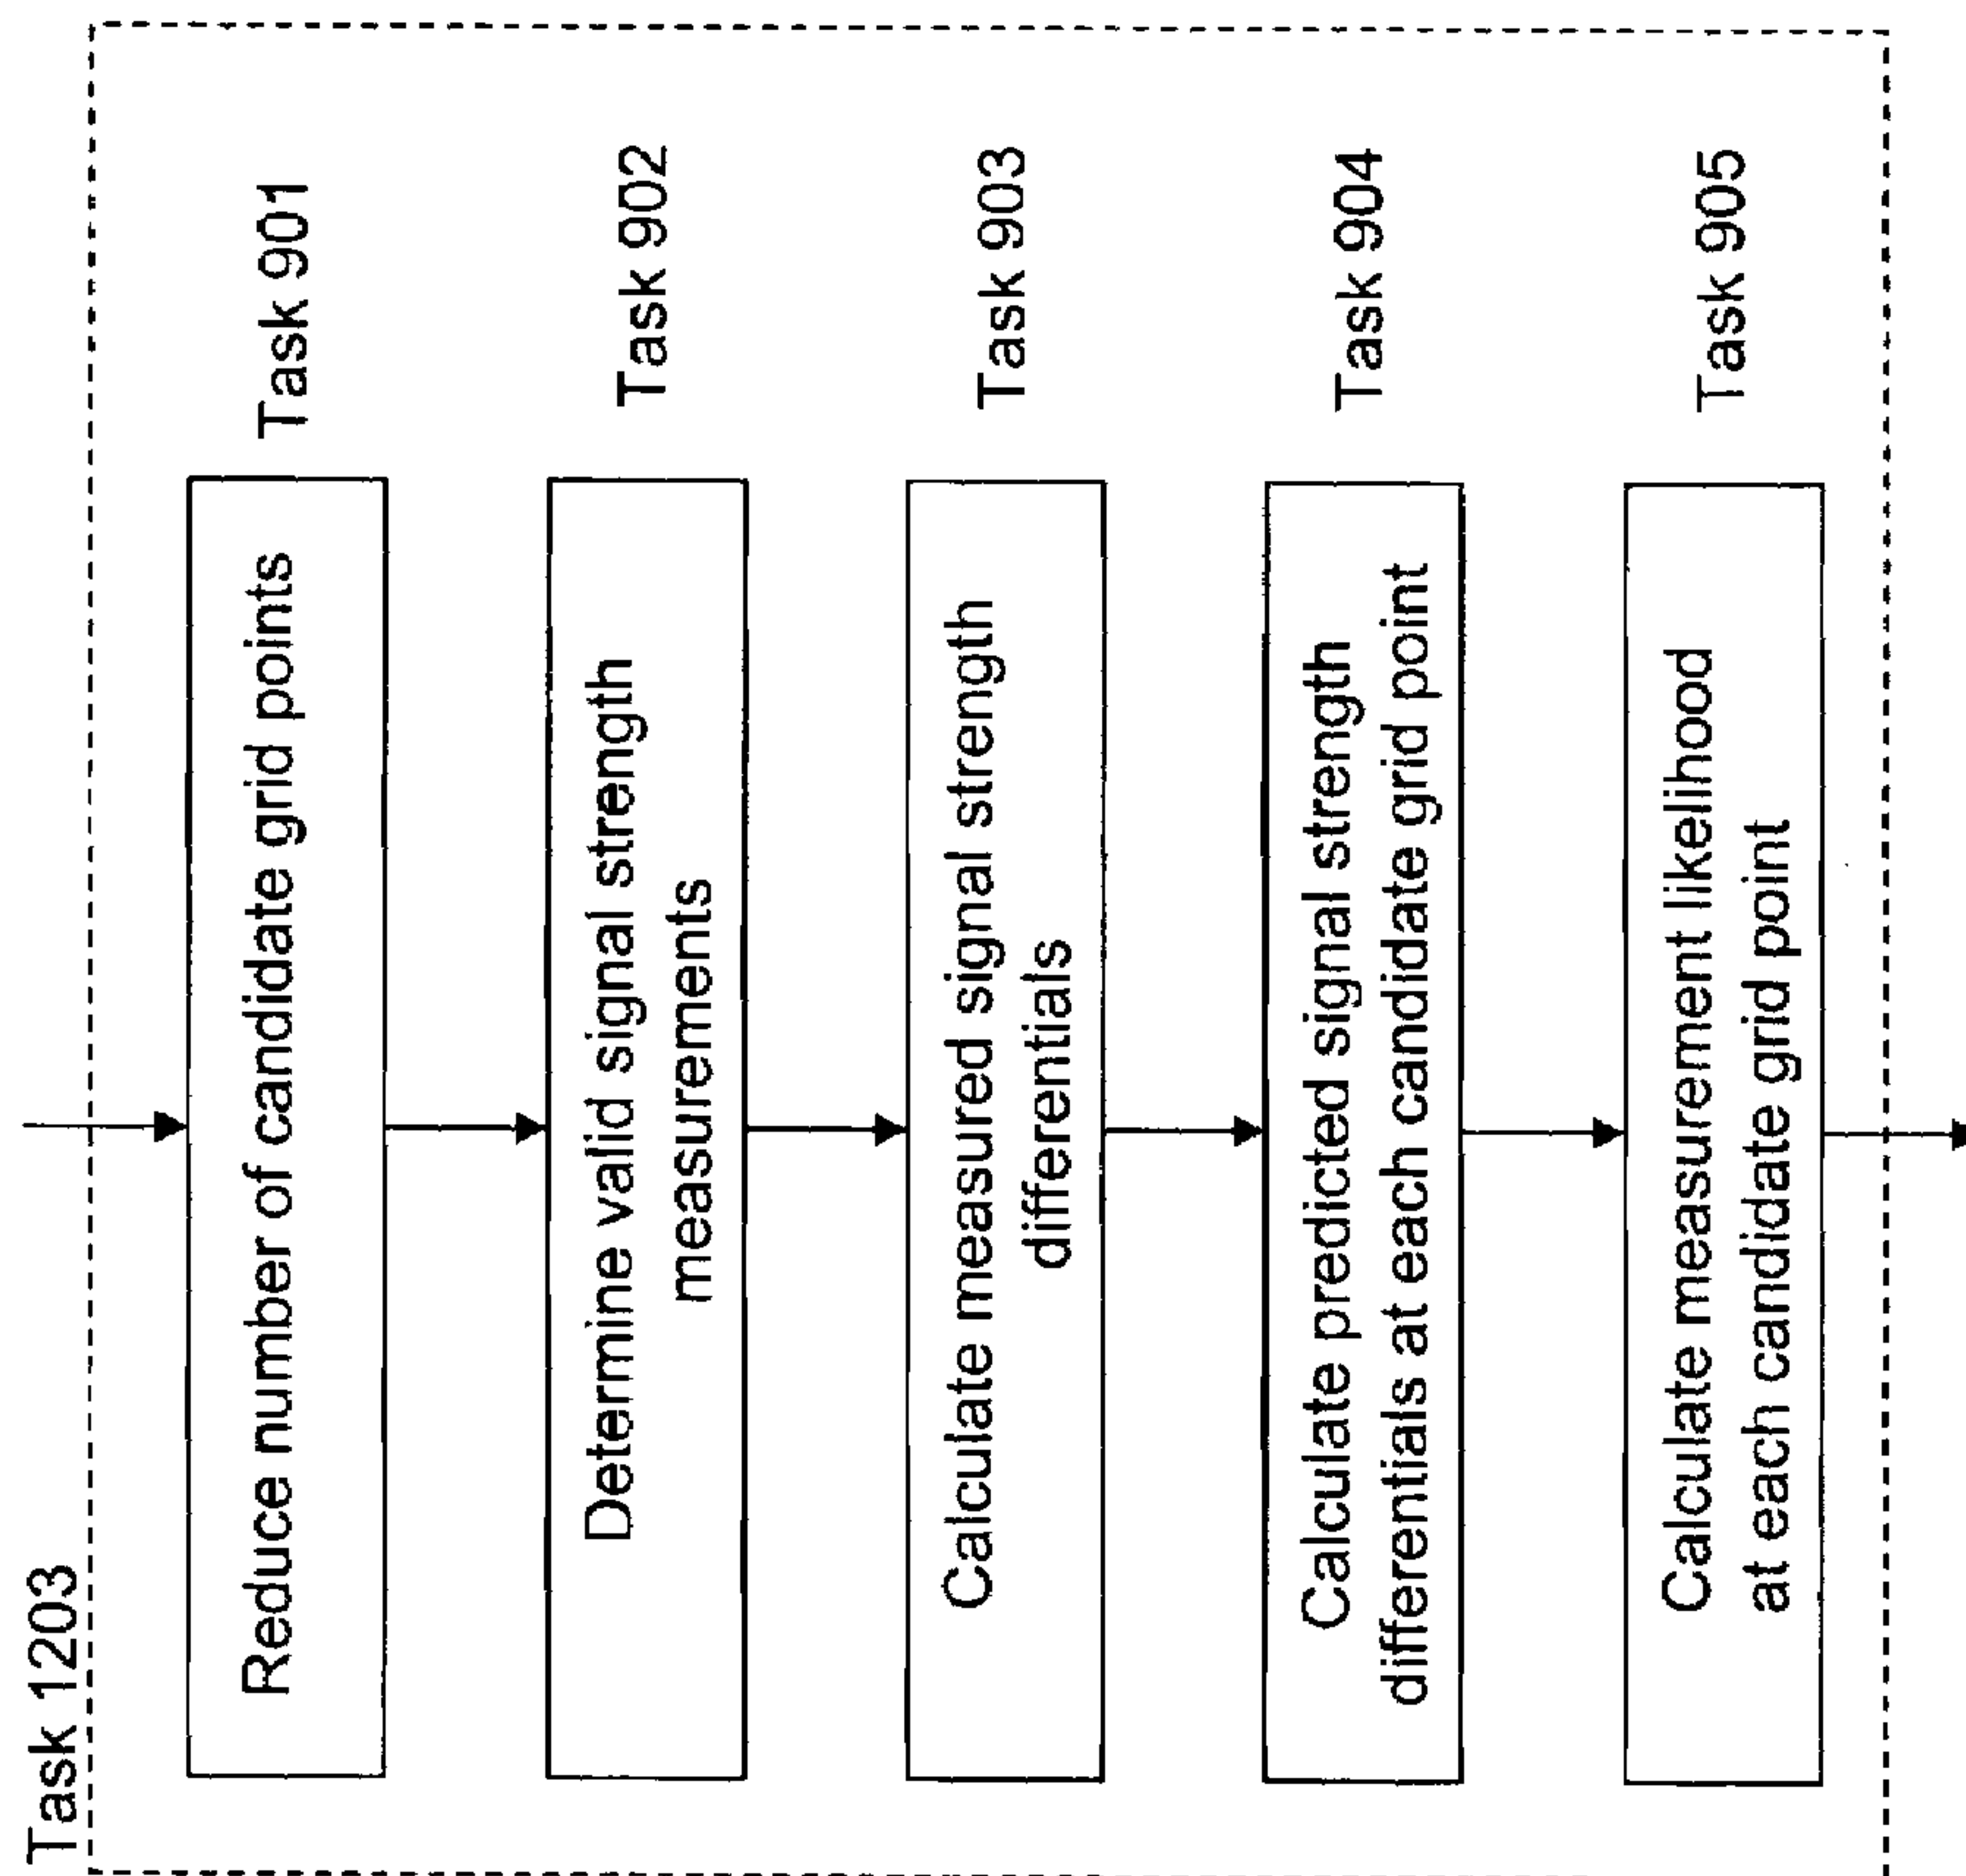 Task 1203
Reduce number of candidate grid points
Task 901
Determine valid signal strength
measurements
Task 902
Calculate measured signal strength
differentials
Task 903
Calculate predicted signal strength
differentials at each candidate grid point
Task 904
Calculate measurement likelihood
at each candidate grid point
Task 905